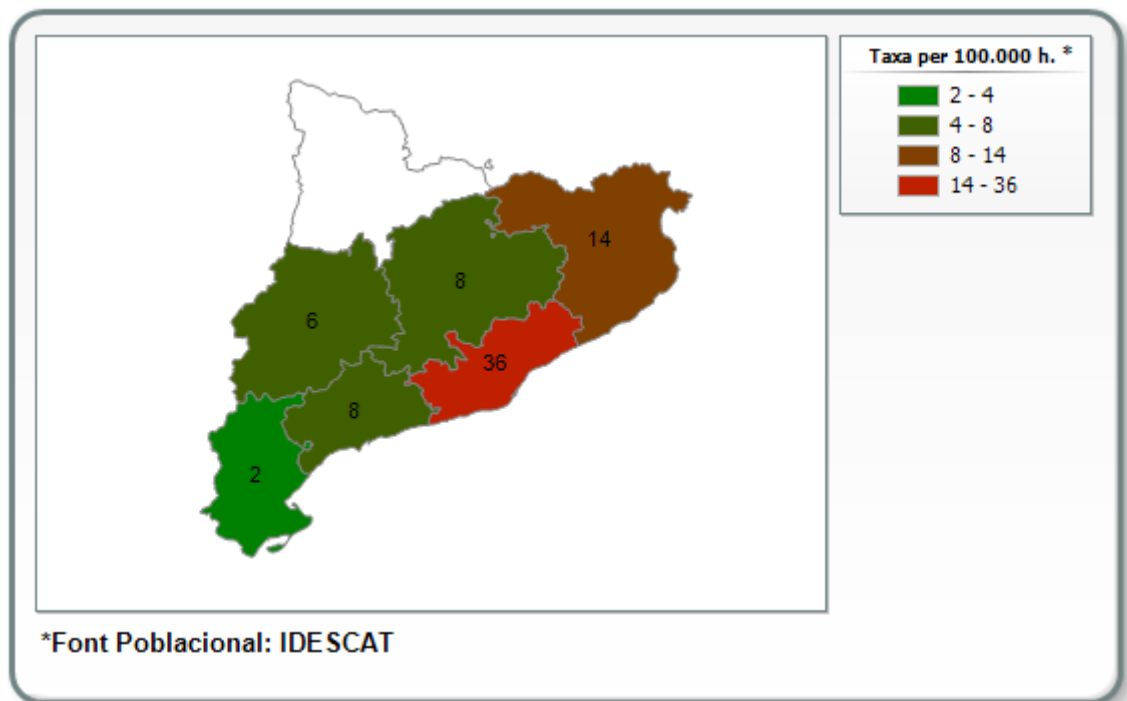 Taxa per 100.000 h. *
2 - 4
4 - 8
8 - 14
14 - 36
14
8
6
36
8
2
*Font Poblacional: IDESCAT